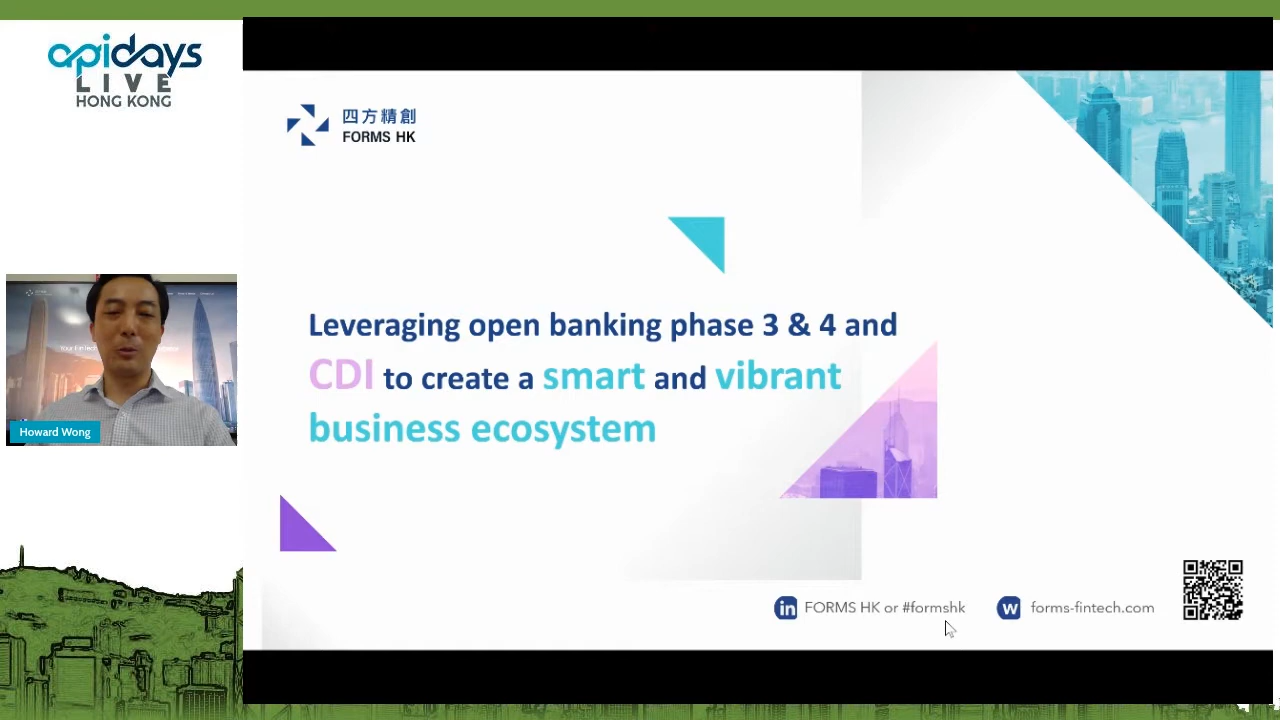 apidays
LIVE
HONG KONG
四方精創
FORMS HK
Leveraging open banking phase 3 & 4 and
CDI to create a smart and vibrant
business ecosystem
Howard Wong
in FORMS HK or #formshk
W forms-fintech.com